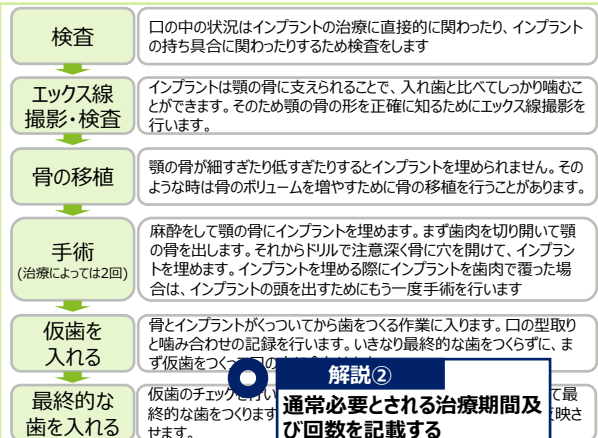 検査
口の中の状況はインプラントの治療に直接的に関わったり、インプラント
の持ち具合に関わったりするため検査をします
エックス線
撮影・検査
インプラントは顎の骨に支えられることで、入れ歯と比べてしっかり噛むこ
とができます。そのため顎の骨の形を正確に知るためにエックス線撮影を
行います。
骨の移植
顎の骨が細すぎたり低すぎたりするとインプラントを埋められません。その
ような時は骨のボリュームを増やすために骨の移植を行うことがあります。
手術
(治療によっては2回)
麻酔をして顎の骨にインプラントを埋めます。まず歯肉を切り開いて顎
の骨を出します。それからドリルで注意深く骨に穴を開けて、インプラン
トを埋めます。インプラントを埋める際にインプラントを歯肉で覆った場
合は、インプラントの頭を出すためにもう一度手術を行います
仮歯を
入れる
骨とインプラントがくっついてから歯をつくる作業に入ります。口の型取り
と噛み合わせの記録を行います。いきなり最終的な歯をつくらずに、ま
ず仮歯をつくって口の
最終的な
歯を入れる
仮歯のチェックを行い て最
終的な歯をつくります 反映さ
せます。
解説②
通常必要とされる治療期間及
び回数を記載する